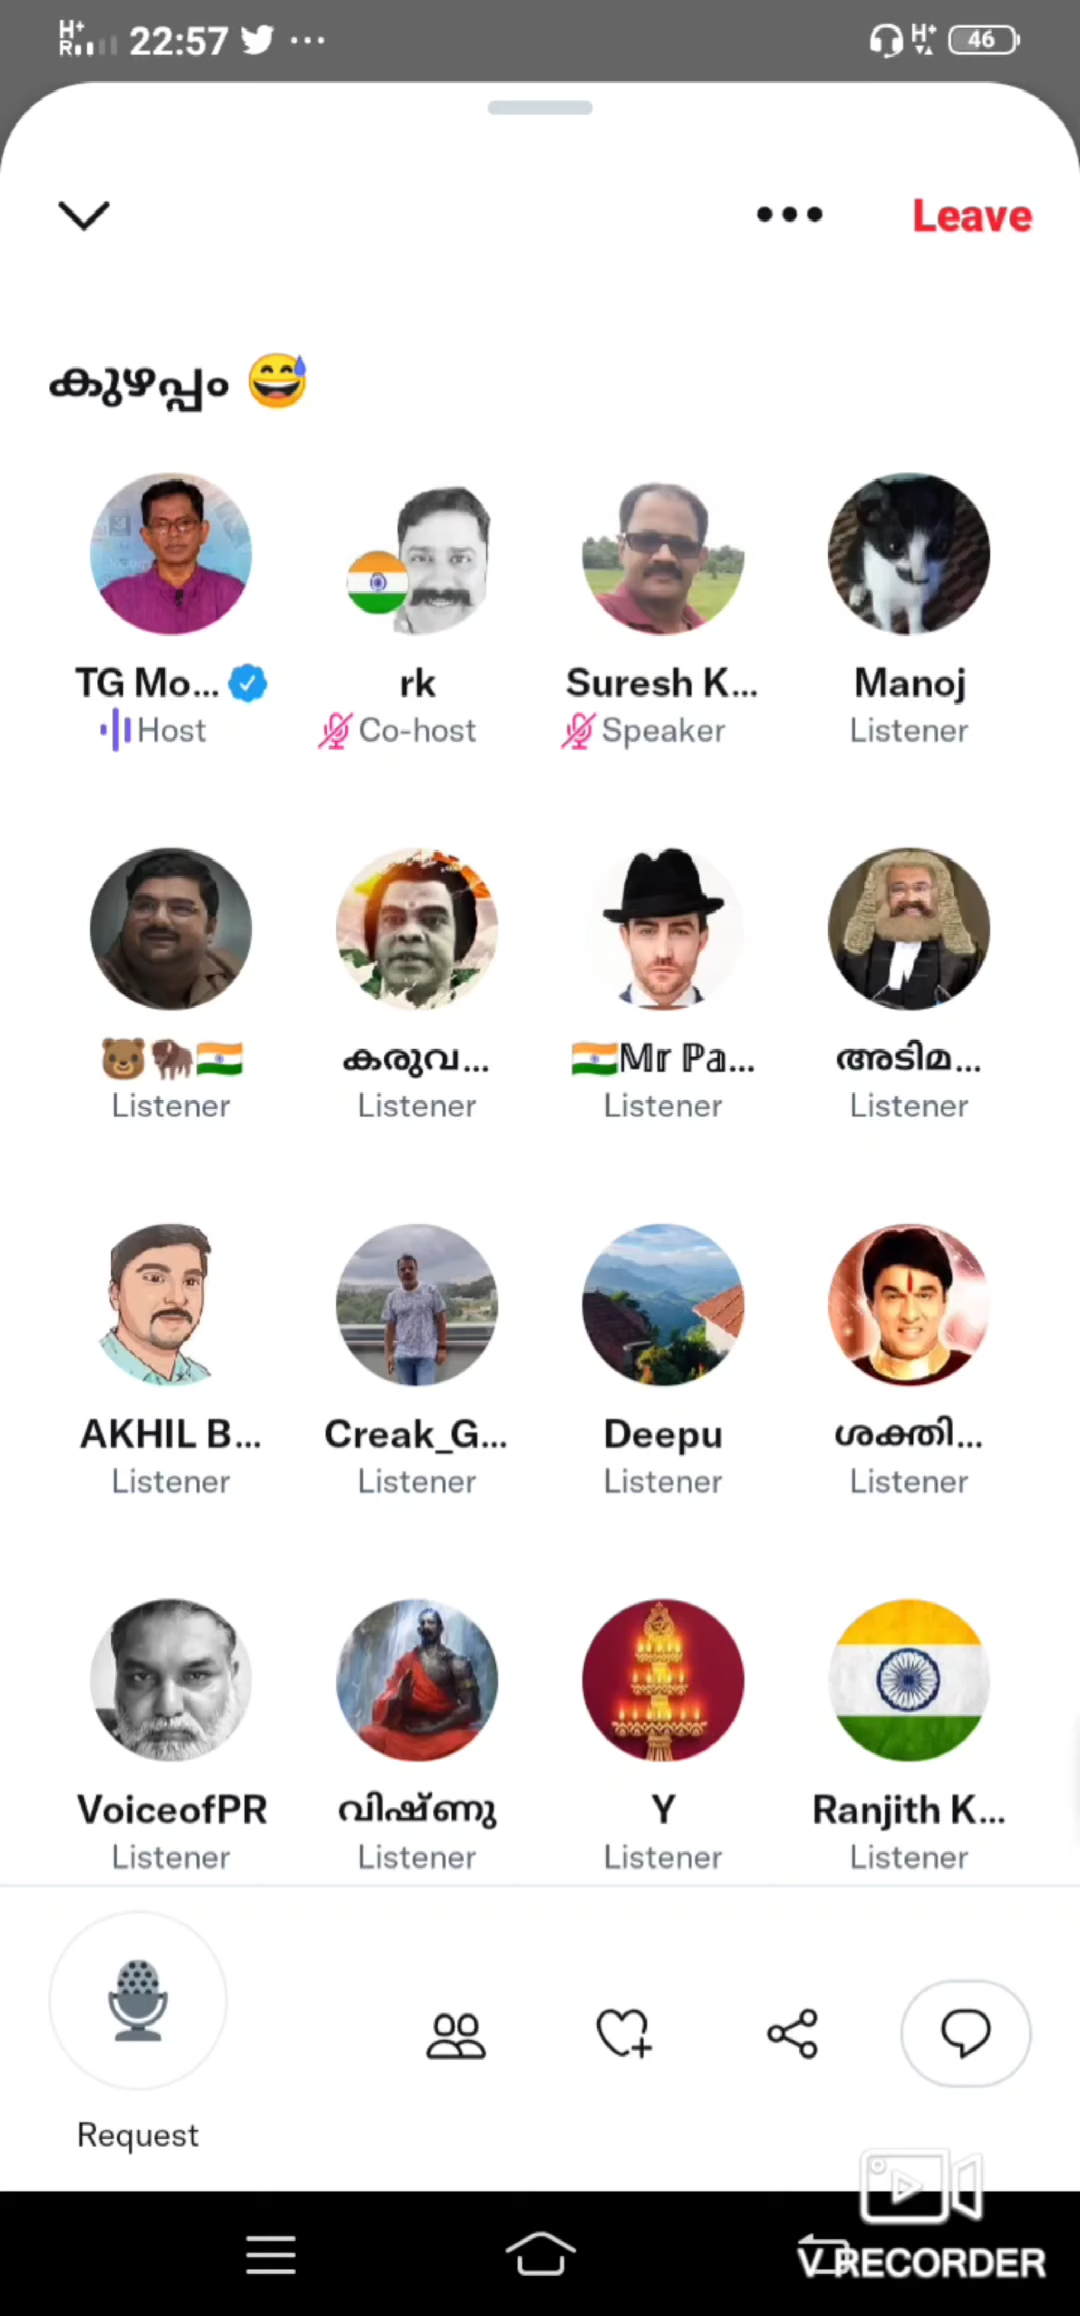 H+ R 22:57 ... H+ 46
Leave
കുഴപ്പം 😅
TG Mo... rk Suresh K... Manoj
Host Co-host Speaker Listener
🐻🦬🇮🇳 കരുവ... 🇮🇳Mr ℙa... അടിമ...
Listener Listener Listener Listener
AKHIL B... Creak_G... Deepu ശക്തി...
Listener Listener Listener Listener
VoiceofPR വിഷ്ണു Y Ranjith K...
Listener Listener Listener Listener
Request
V RECORDER